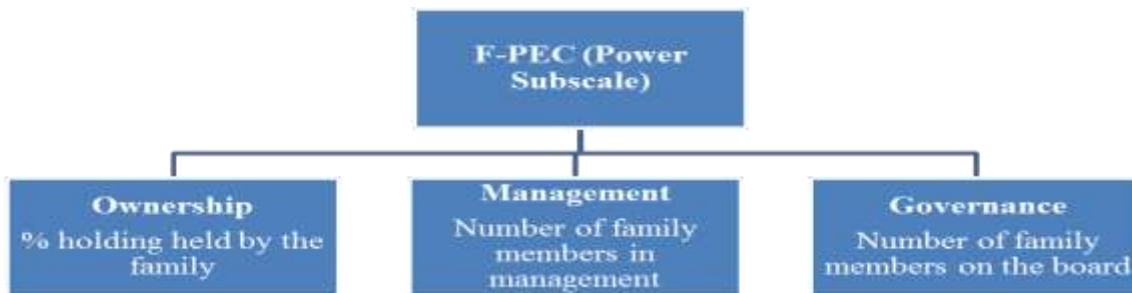 F-PEC (Power
Subscale)
Ownership
% holding held by the
family
Management
Number of family
members in
management
Governance
Number of family
members on the board